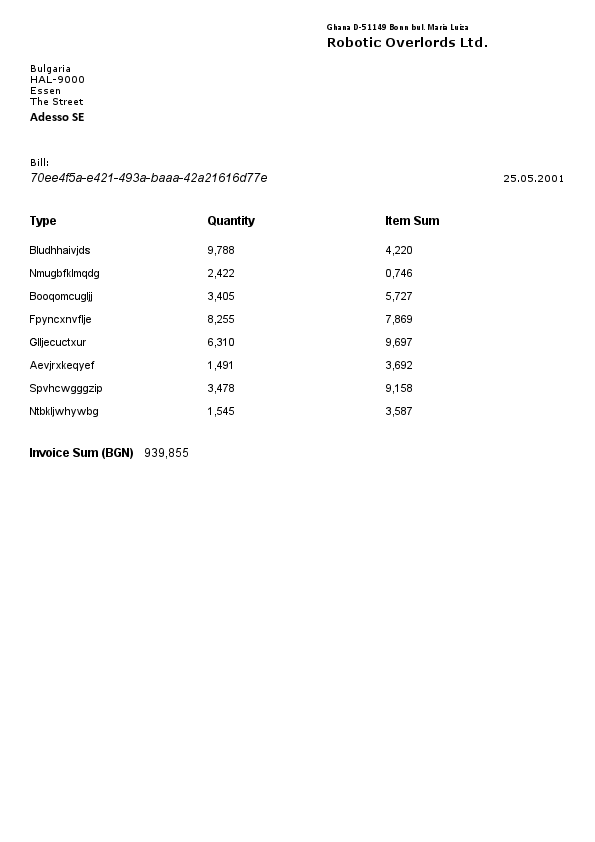 Ghana D-51149 Bonn bul. Maria Luiza
Robotic Overlords Ltd.
Bulgaria
HAL-9000
Essen
The Street
Adesso SE
Bill:
70ee4f5a-e421-493a-baaa-42a21616d77e 25.05.2001
Type Quantity Item Sum
Bludhhaivjds 9,788 4,220
Nmugbfklmqdg 2,422 0,746
Booqomcugljj 3,405 5,727
Fpyncxnvflje 8,255 7,869
Glljecuctxur 6,310 9,697
Aevjrxkeqyef 1,491 3,692
Spvhcwgggzip 3,478 9,158
Ntbkljwhywbg 1,545 3,587
Invoice Sum (BGN) 939,855